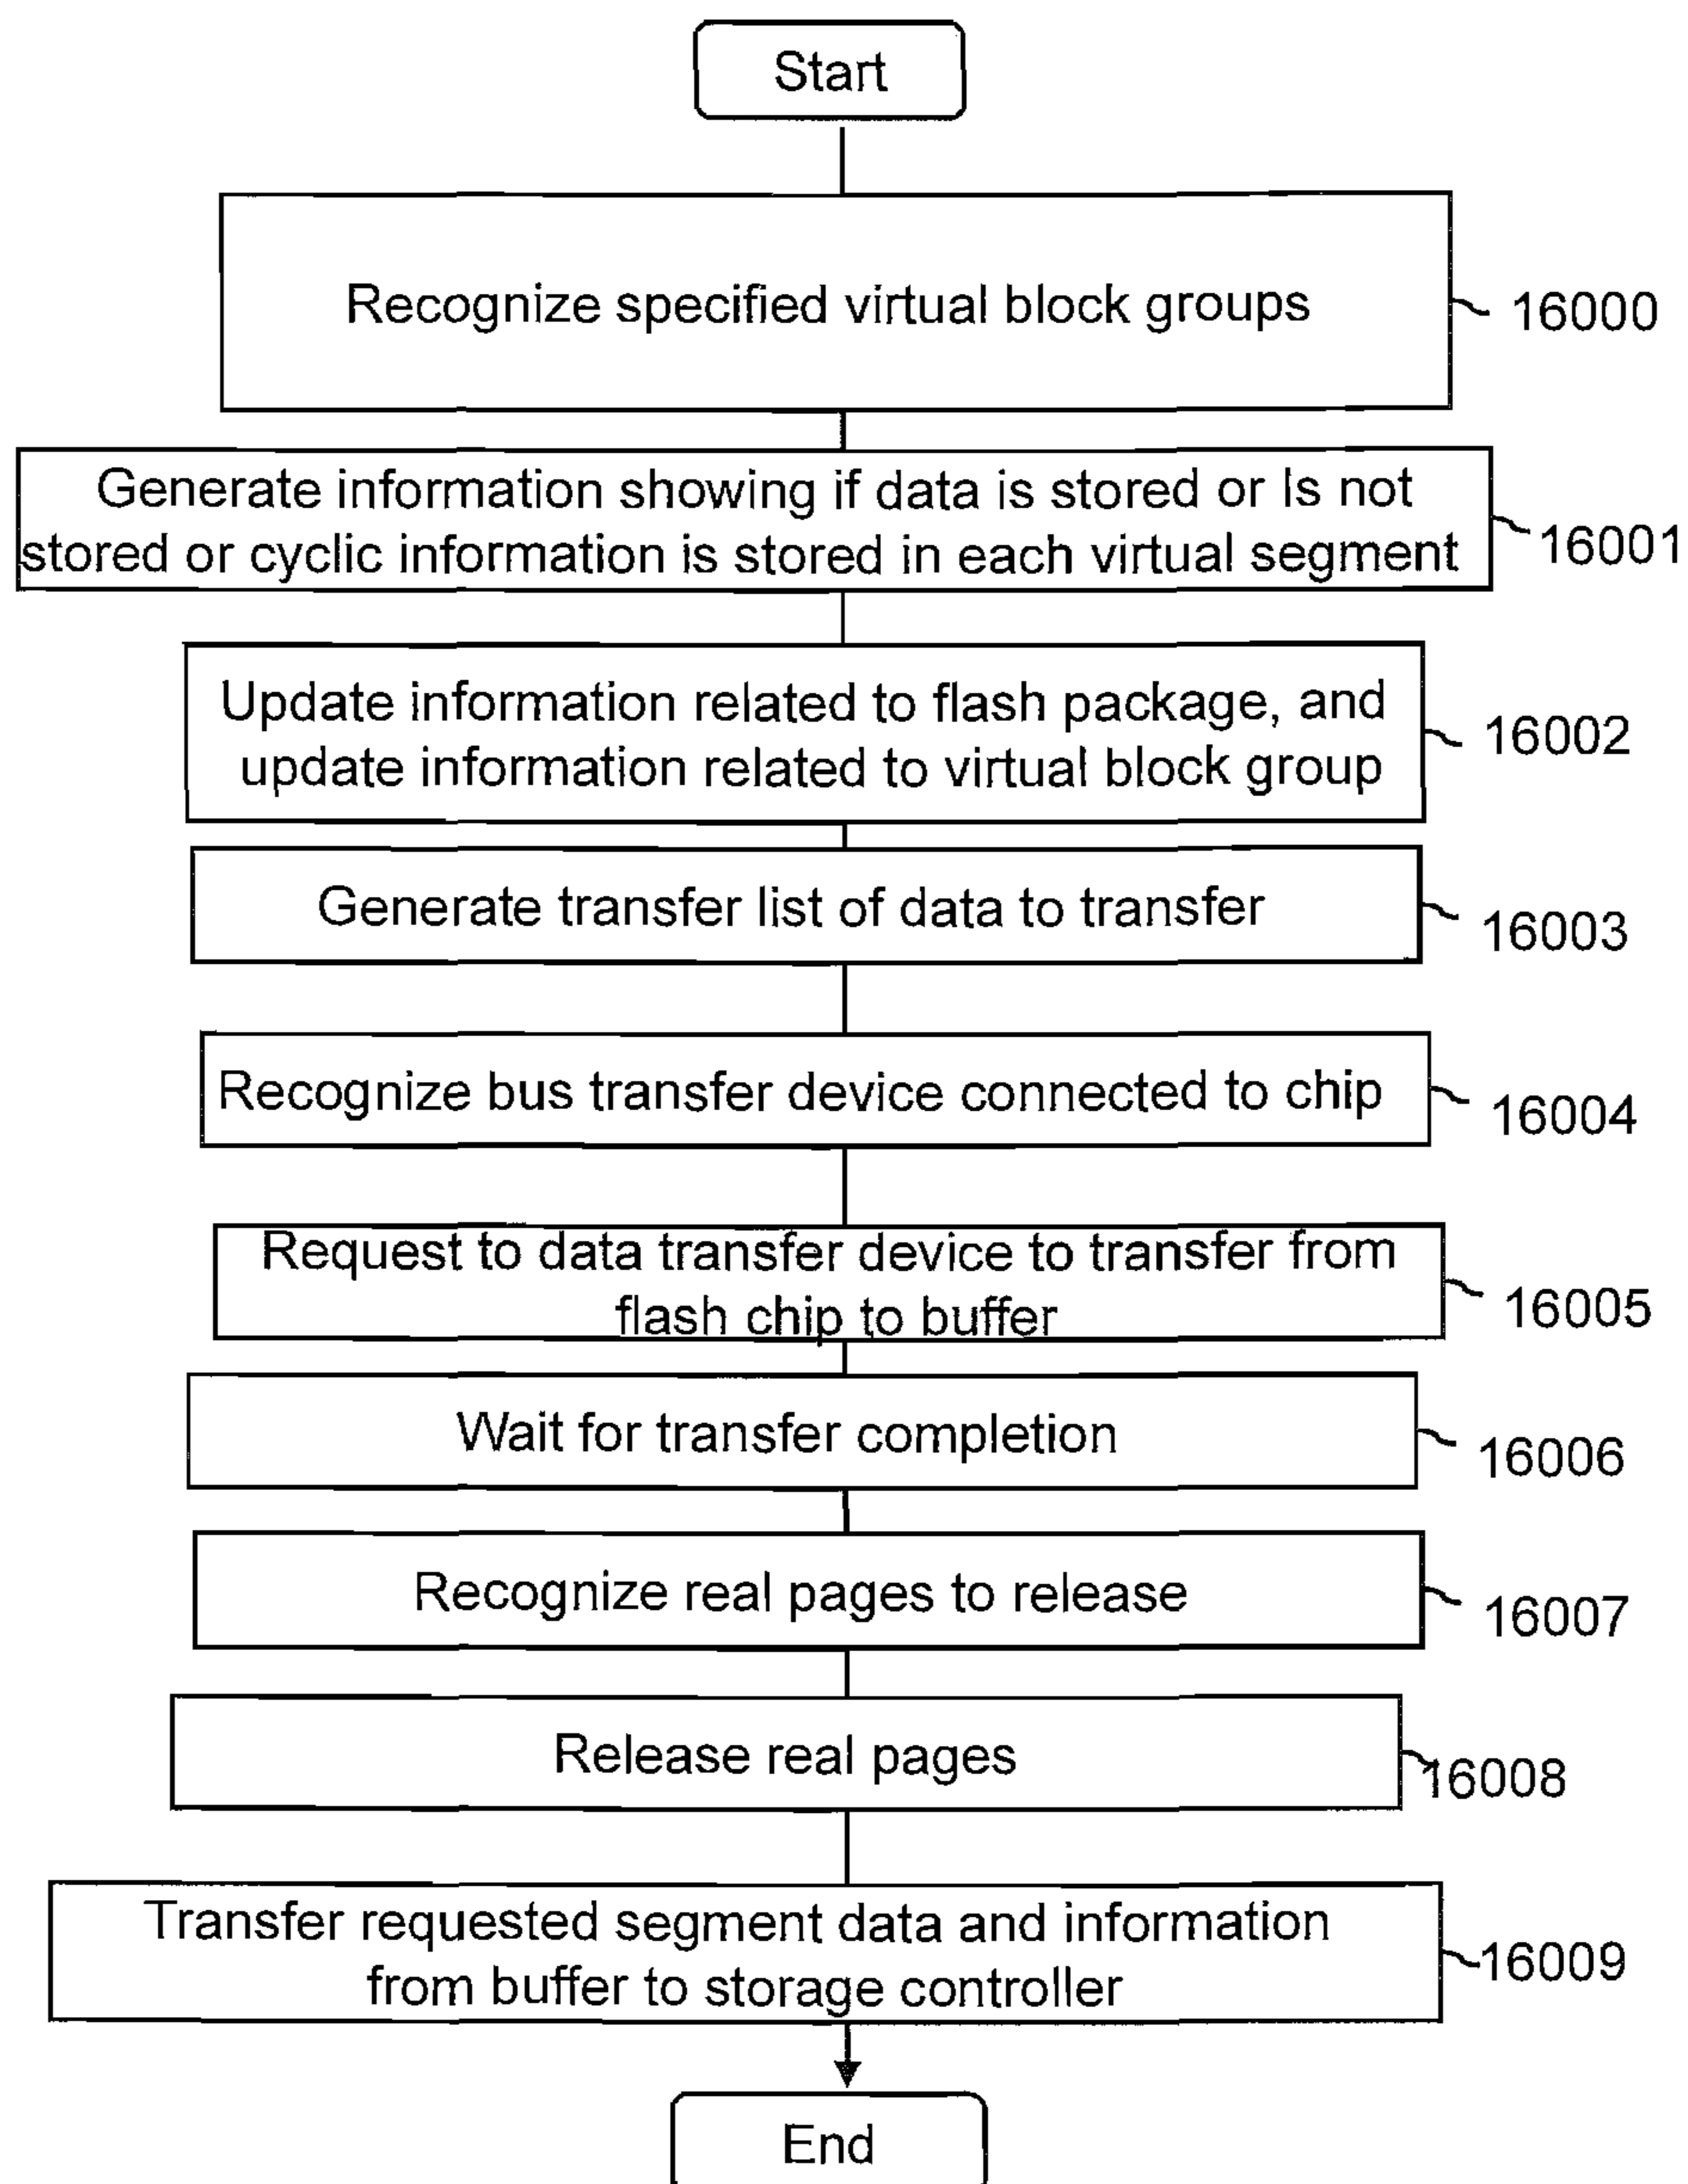 Start
Recognize specified virtual block groups
16000
Generate information showing if data is stored or Is not
stored or cyclic information is stored in each virtual segment
16001
Update information related to flash package, and
update information related to virtual block group
16002
Generate transfer list of data to transfer
16003
Recognize bus transfer device connected to chip
16004
Request to data transfer device to transfer from
flash chip to buffer
16005
Wait for transfer completion
16006
Recognize real pages to release
16007
Release real pages
16008
Transfer requested segment data and information
from buffer to storage controller
16009
End